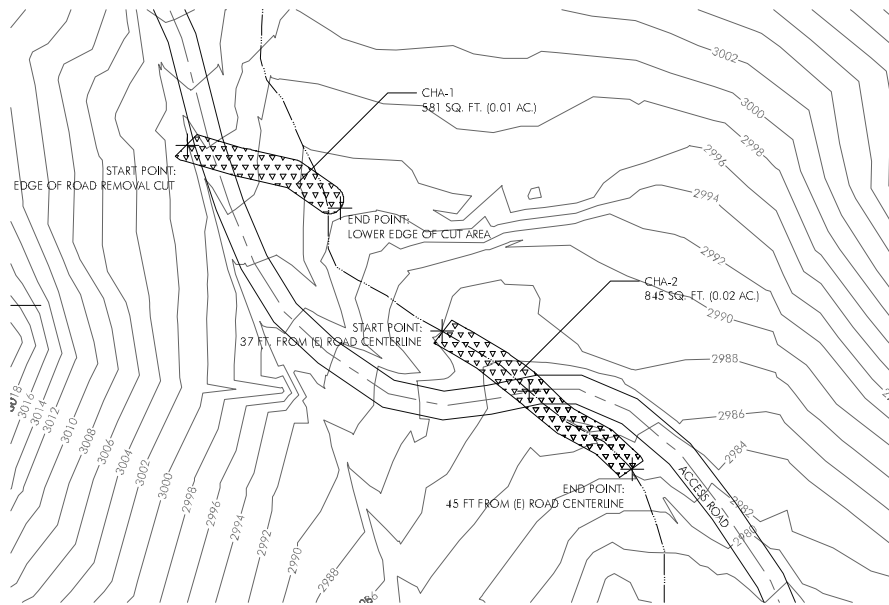 3002
3000
2998
2996
2994
2992
2990
2988
2986
2984
2982
CHA-1
581 SQ. FT. (0.01 AC.)
START POINT:
EDGE OF ROAD REMOVAL CUT
END POINT:
LOWER EDGE OF CUT AREA
CHA-2
845 SQ. FT. (0.02 AC.)
START POINT:
37 FT. FROM (E) ROAD CENTERLINE
END POINT:
45 FT FROM (E) ROAD CENTERLINE
ACCESS ROAD
3018
3016
3014
3012
3010
3008
3006
3004
3002
3000
2998
2996
2994
2992
2990
2988
2986